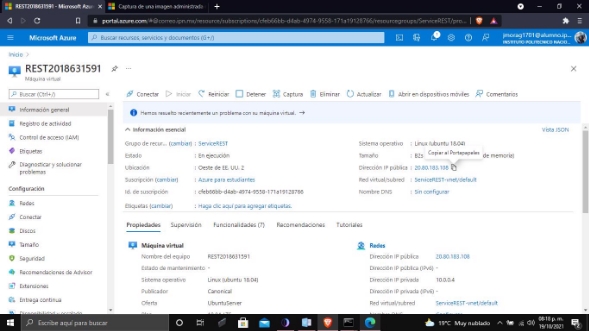 REST2018631591 - Microsoft Azu
Captura de una imagen administrada
portal.azure.com/#@correo.ipn.mx/resource/subscriptions/cfeb66bc-d4ab-4974-9558-171a19128766/resourcegroups/ServiceREST/pro...
Microsoft Azure
Buscar recursos, servicios y documentos (G+/)
jmorag1701@alumno.ip...
INSTITUTO POLITECNICO NACIO...
Inicio >
REST2018631591
Máquina virtual
Buscar (Ctrl+/)
Conectar
Iniciar
Reiniciar
Detener
Captura
Eliminar
Actualizar
Abrir en dispositivos móviles
Comentarios
Información general
Registro de actividad
Control de acceso (IAM)
Etiquetas
Diagnosticar y solucionar problemas
Configuración
Redes
Conectar
Discos
Tamaño
Seguridad
Recomendaciones de Advisor
Extensiones
Entrega continua
Hemos resuelto recientemente un problema con su máquina virtual. →
Información esencial
Vista JSON
Grupo de recur... (cambiar) : ServiceREST
Estado : En ejecución
Ubicación : Oeste de EE. UU. 2
Suscripción (cambiar) : Azure para estudiantes
Id. de suscripción : cfeb66bc-d4ab-4974-9558-171a19128766
Etiquetas (cambiar) : Haga clic aquí para agregar etiquetas.
Sistema operativo : Linux (ubuntu 18.04)
Copiar al Portapapeles
Tamaño : B2s de memoria)
Dirección IP pública : 20.80.183.108
Red virtual/subred : ServiceREST-vnet/default
Nombre DNS : Sin configurar
Propiedades
Supervisión
Funcionalidades (7)
Recomendaciones
Tutoriales
Máquina virtual
Nombre del equipo REST2018631591
Estado de mantenimiento -
Sistema operativo Linux (ubuntu 18.04)
Publicador Canonical
Oferta UbuntuServer
Redes
Dirección IP pública 20.80.183.108
Dirección IP pública (IPv6) -
Dirección IP privada 10.0.0.4
Dirección IP privada (IPv6) -
Red virtual/subred ServiceREST-vnet/default
Escribe aquí para buscar
19°C Muy nublado
08:18 p. m.
19/10/2021